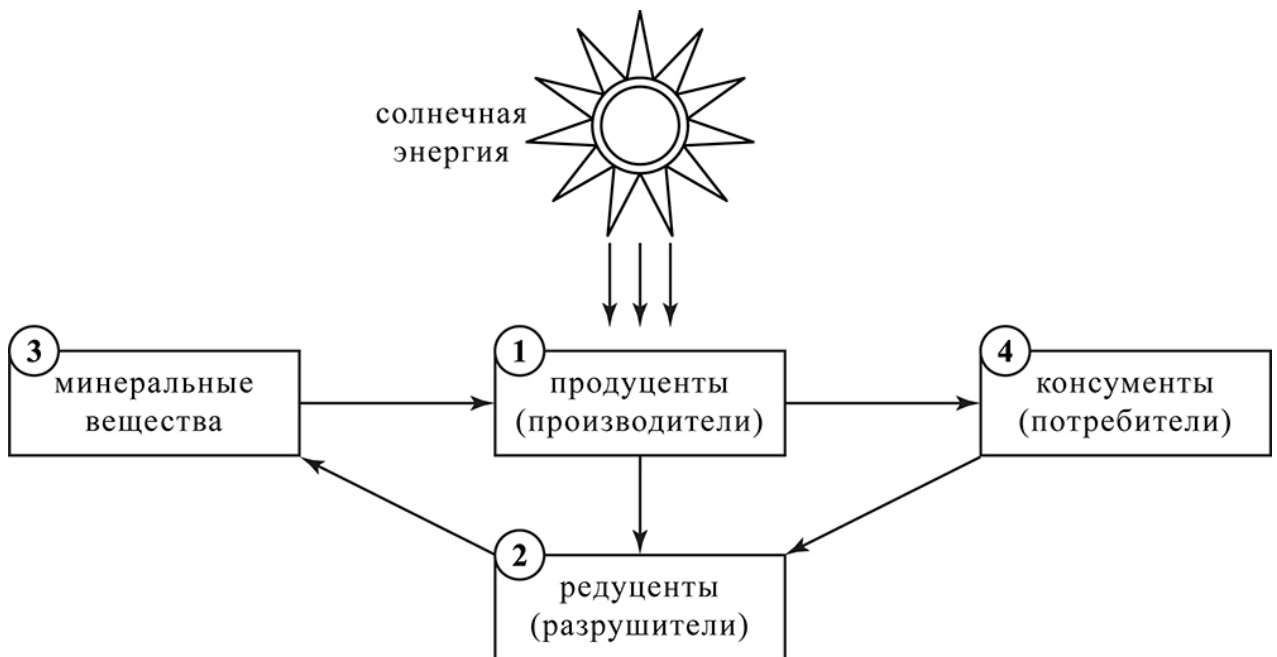 солнечная
энергия
3
минеральные
вещества
1
продуценты
(производители)
4
консументы
(потребители)
2
редуценты
(разрушители)